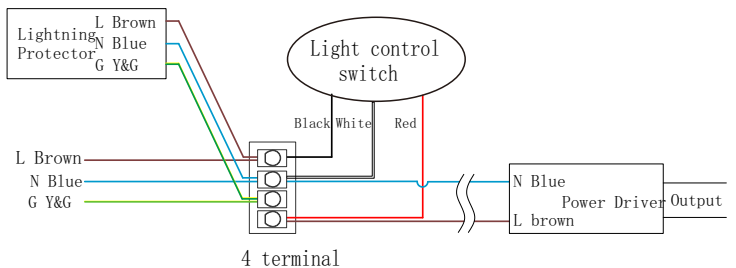 Lightning
Protector
L Brown
N Blue
G Y&G
Light control
switch
Black
White
Red
L Brown
N Blue
G Y&G
N Blue
Power Driver
L brown
Output
4 terminal